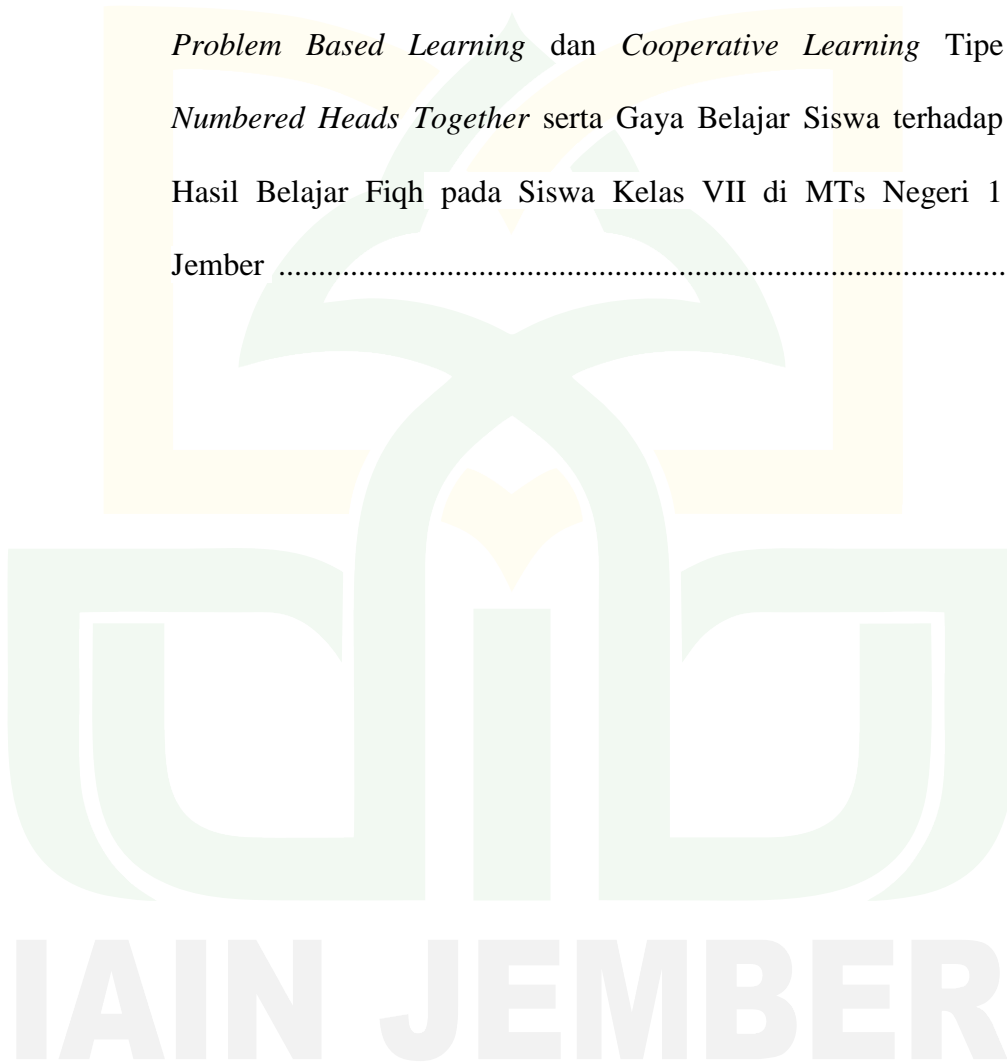 Problem Based Learning dan Cooperative Learning Tipe
Numbered Heads Together serta Gaya Belajar Siswa terhadap
Hasil Belajar Fiqh pada Siswa Kelas VII di MTs Negeri 1
Jember ..........................................................................................
IAIN JEMBER